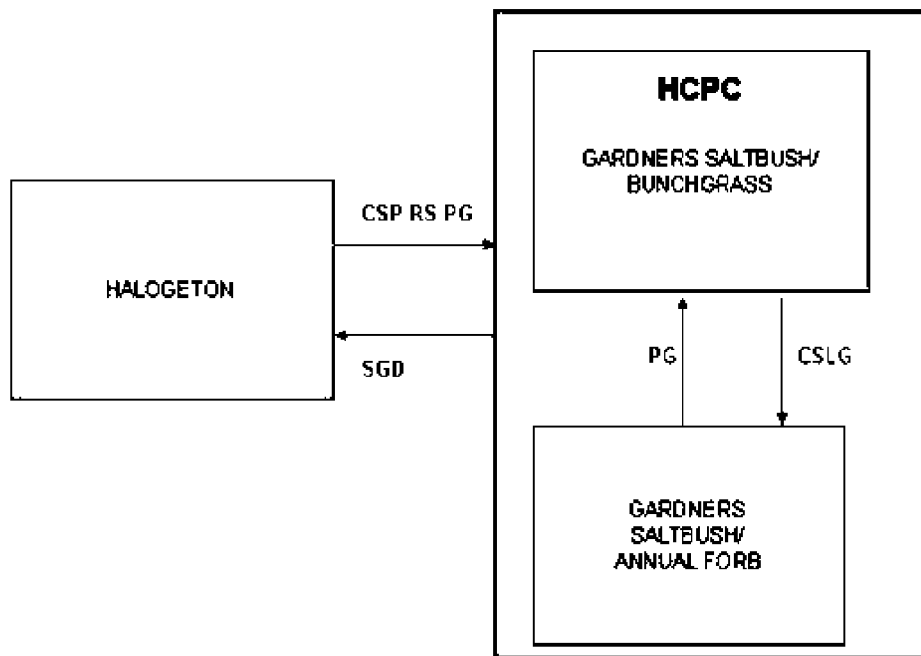 HCPC
GARDNERS SALTBUSH/
BUNCHGRASS
CSP RS PG
HALOGETON
SGD
PG
CSLG
GARDNERS
SALTBUSH/
ANNUAL FORB